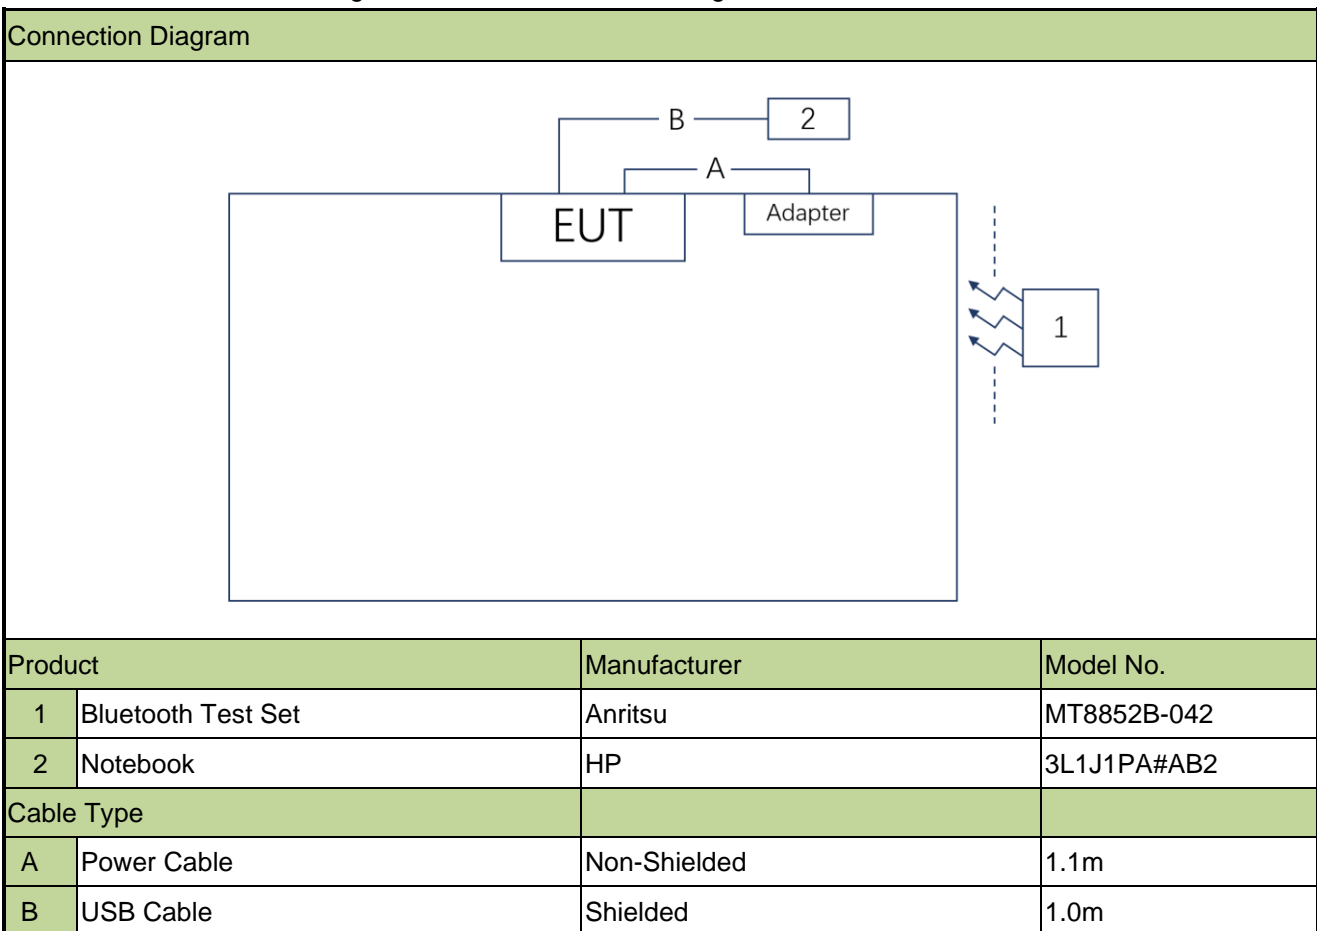 Connection Diagram
B 2
A
EUT Adapter
1
Product Manufacturer Model No.
1 Bluetooth Test Set Anritsu MT8852B-042
2 Notebook HP 3L1J1PA#AB2
Cable Type
A Power Cable Non-Shielded 1.1m
B USB Cable Shielded 1.0m